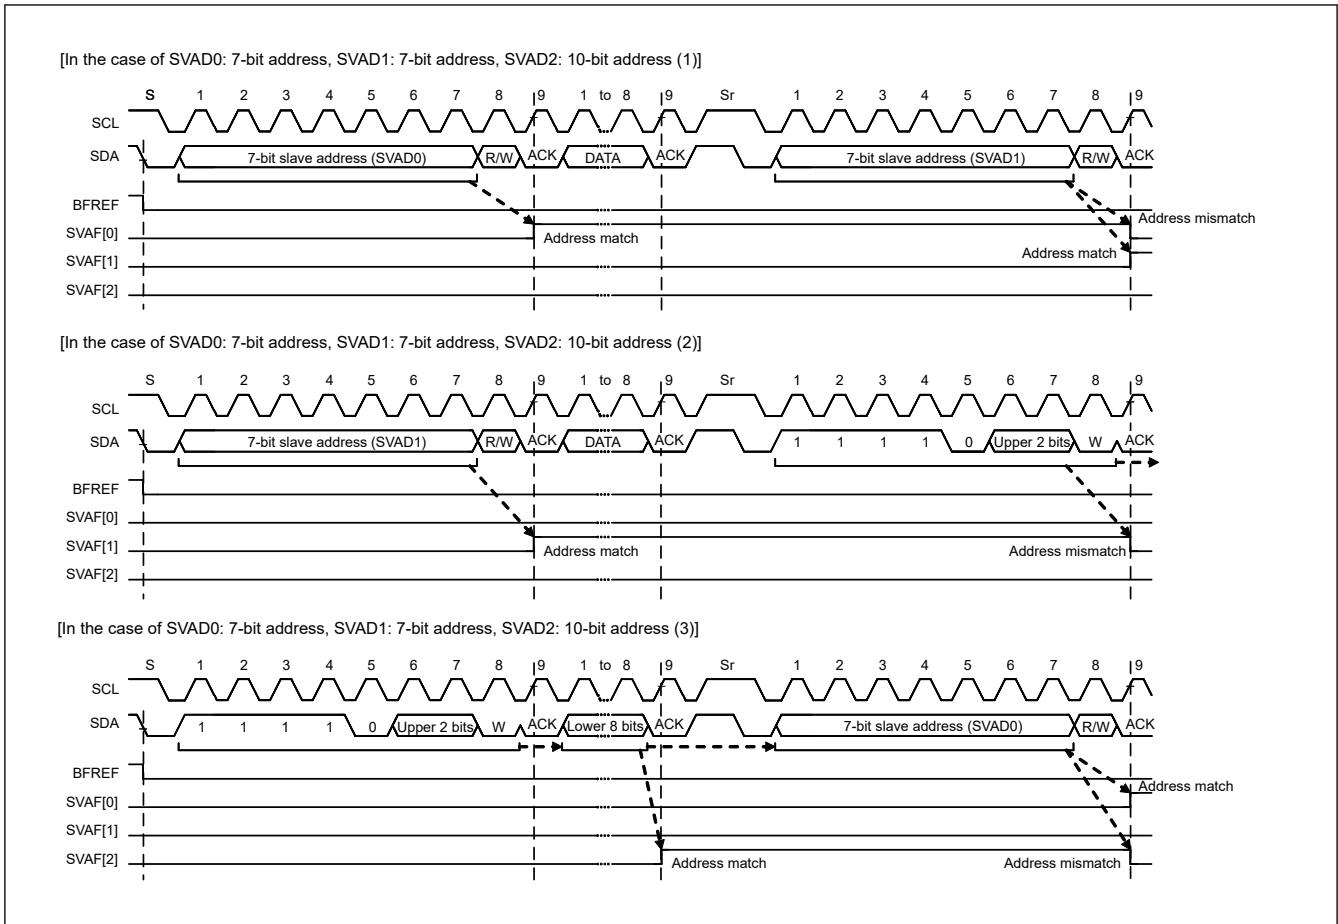 [In the case of SVAD0: 7-bit address, SVAD1: 7-bit address, SVAD2: 10-bit address (1)]
S 1 2 3 4 5 6 7 8 9 1 to 8 9 Sr 1 2 3 4 5 6 7 8 9
SCL
SDA 7-bit slave address (SVAD0) R/W ACK DATA ACK 7-bit slave address (SVAD1) R/W ACK
BFREF
Address mismatch
SVAF[0] Address match
SVAF[1] Address match
SVAF[2]
[In the case of SVAD0: 7-bit address, SVAD1: 7-bit address, SVAD2: 10-bit address (2)]
S 1 2 3 4 5 6 7 8 9 1 to 8 9 Sr 1 2 3 4 5 6 7 8 9
SCL
SDA 7-bit slave address (SVAD1) R/W ACK DATA ACK 1 1 1 1 0 Upper 2 bits W ACK
BFREF
SVAF[0]
SVAF[1] Address match Address mismatch
SVAF[2]
[In the case of SVAD0: 7-bit address, SVAD1: 7-bit address, SVAD2: 10-bit address (3)]
S 1 2 3 4 5 6 7 8 9 1 to 8 9 Sr 1 2 3 4 5 6 7 8 9
SCL
SDA 1 1 1 1 0 Upper 2 bits W ACK Lower 8 bits ACK 7-bit slave address (SVAD0) R/W ACK
BFREF
Address match
SVAF[0]
SVAF[1]
SVAF[2] Address match Address mismatch